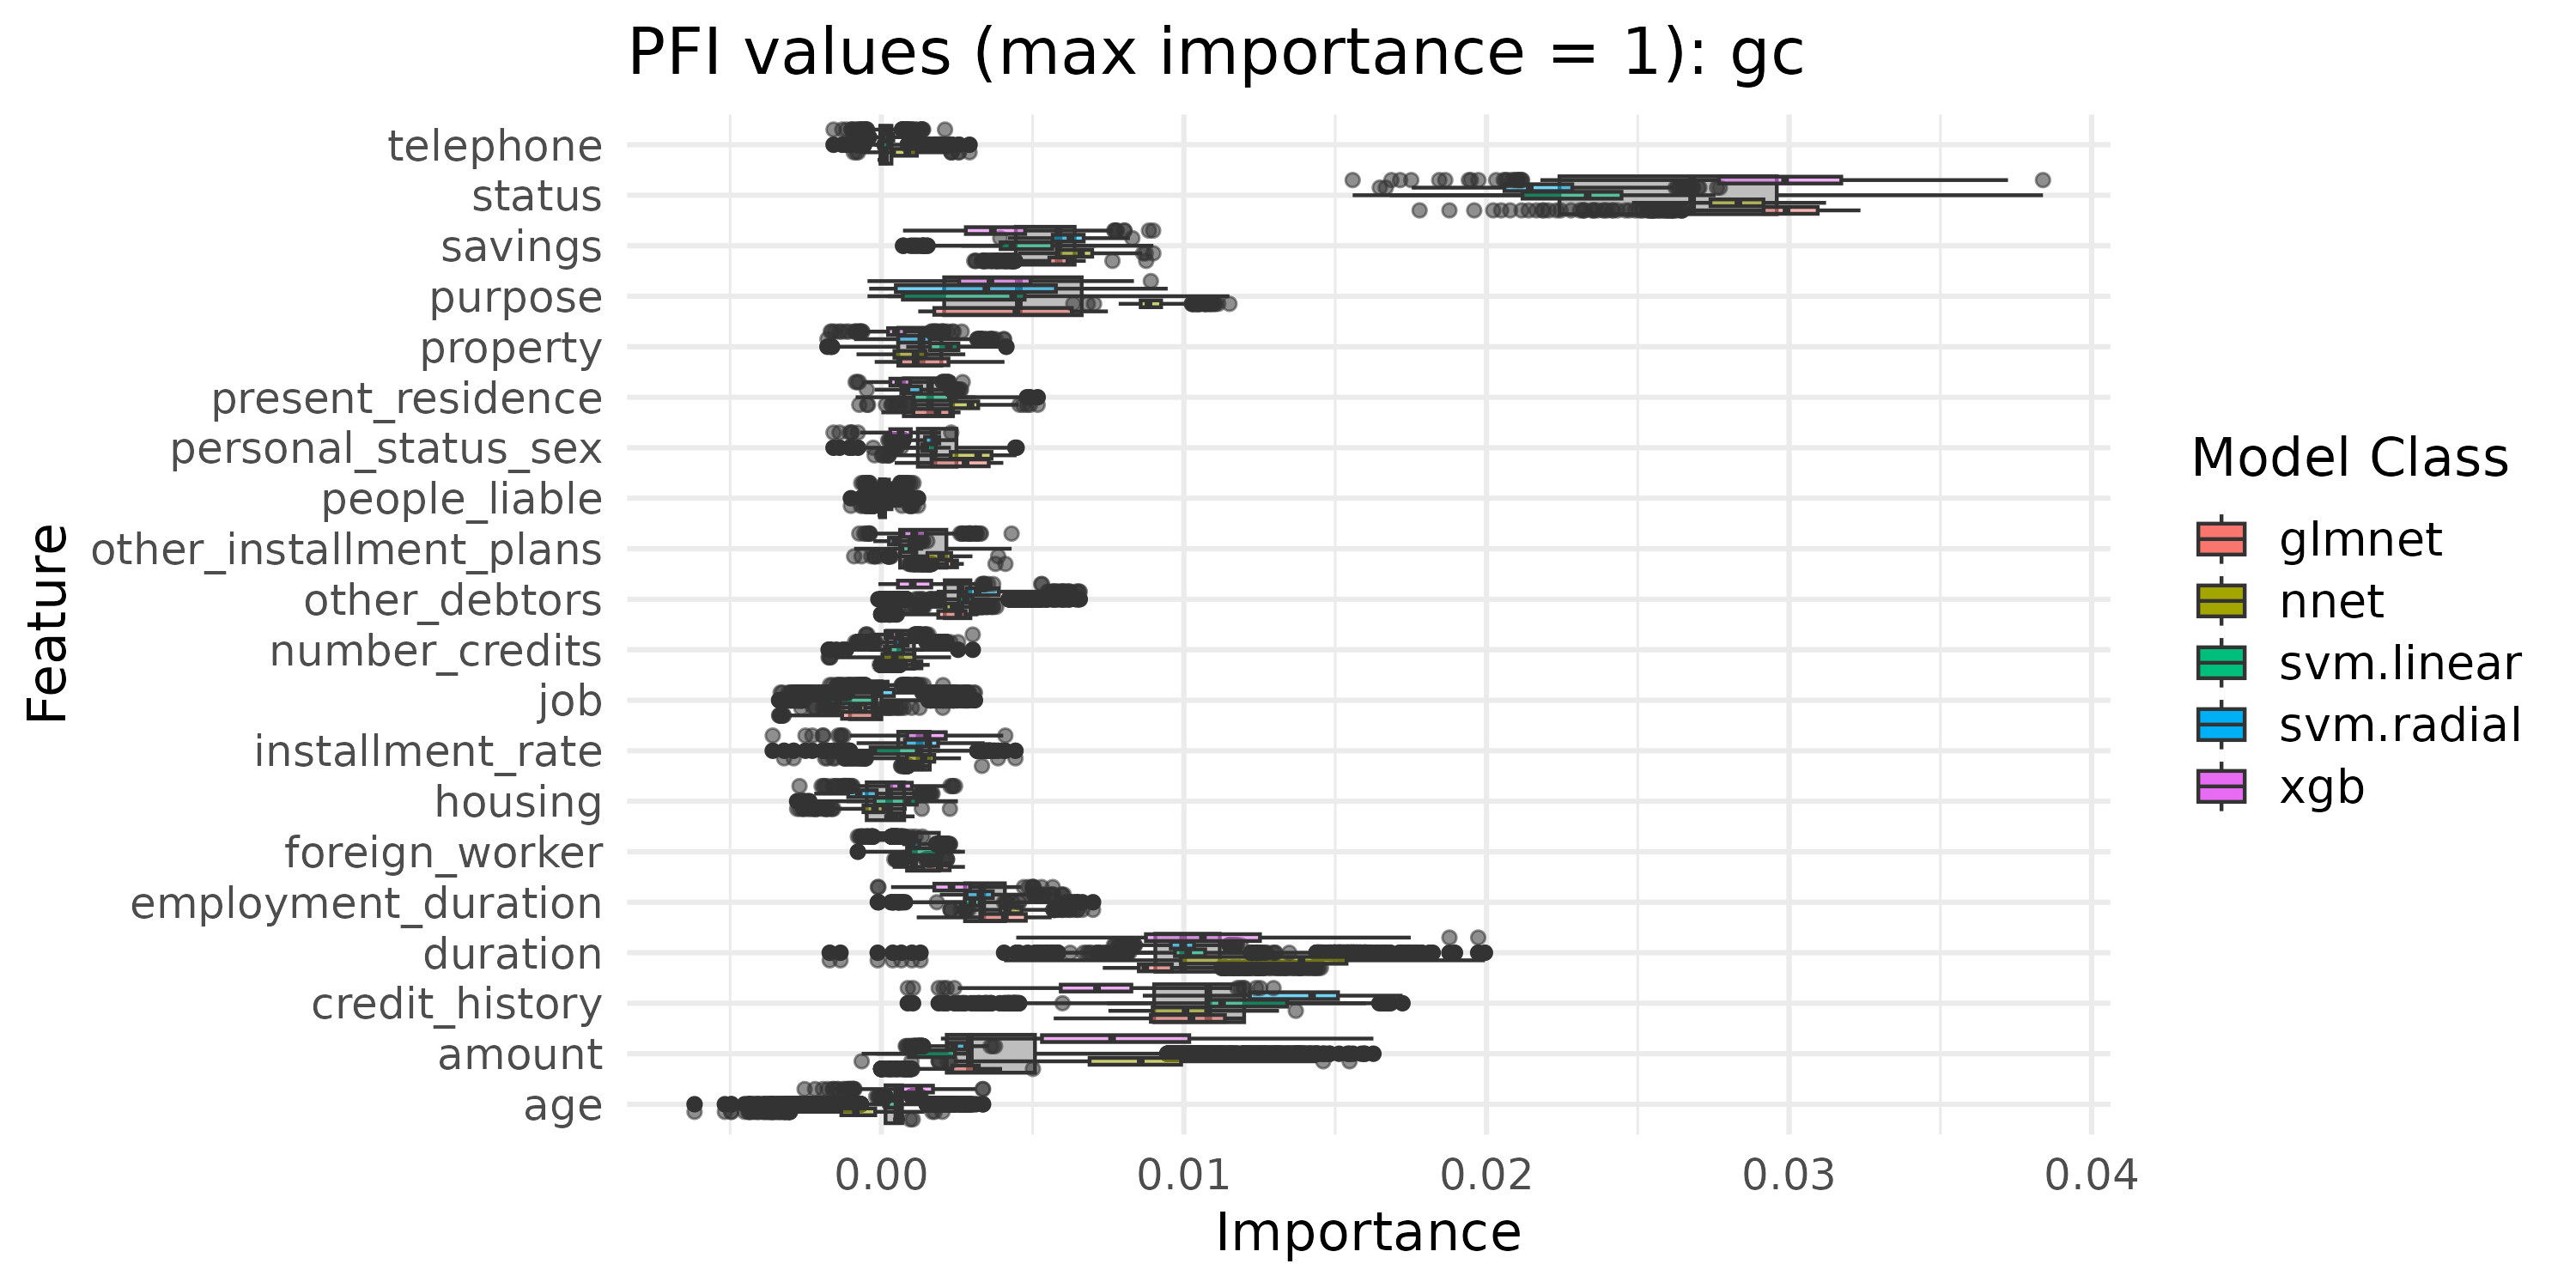 PFI values (max importance = 1): gc
Feature
telephone
status
savings
purpose
property
present_residence
personal_status_sex
people_liable
other_installment_plans
other_debtors
number_credits
job
installment_rate
housing
foreign_worker
employment_duration
duration
credit_history
amount
age
0.00 0.01 0.02 0.03 0.04
Importance
Model Class
glmnet
nnet
svm.linear
svm.radial
xgb